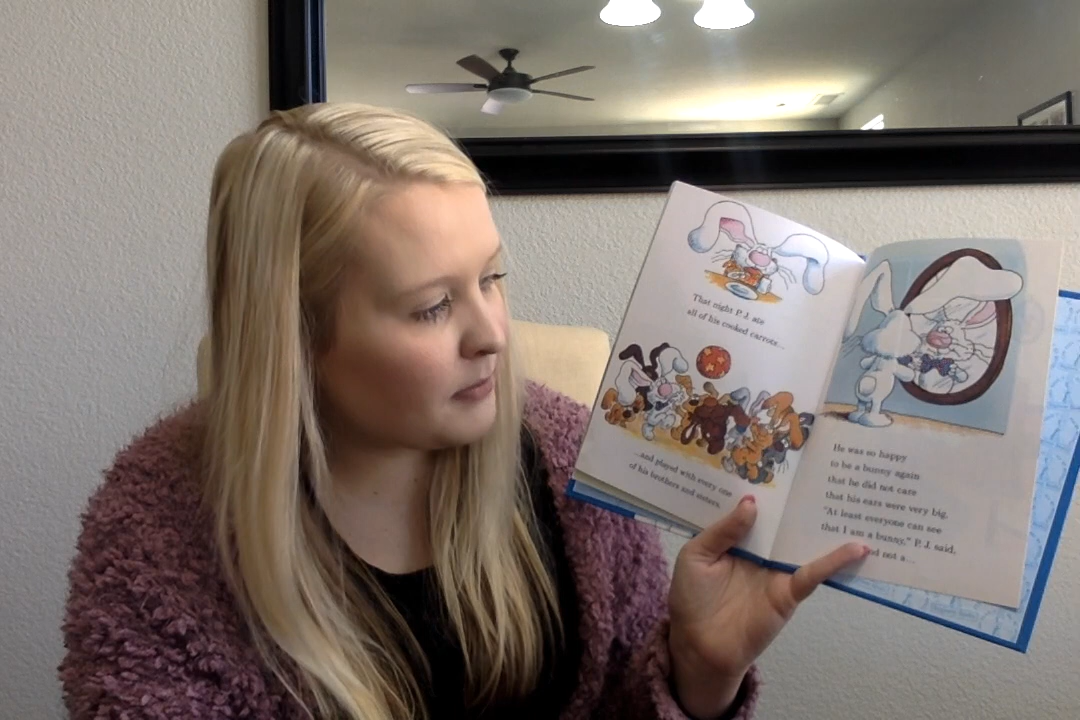 That night P. J. ate
all of his cooked carrots...
...and played with every one
of his brothers and sisters.
He was so happy
to be a bunny again
that he did not care
that his ears were very big.
"At least everyone can see
that I am a bunny," P. J. said,
not a...